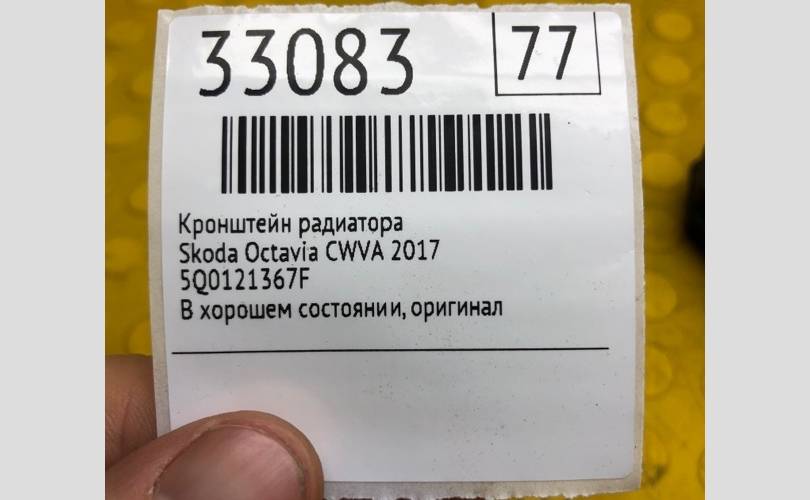 33083
77
Кронштейн радиатора
Skoda Octavia CWVA 2017
5Q0121367F
В хорошем состоянии, оригинал